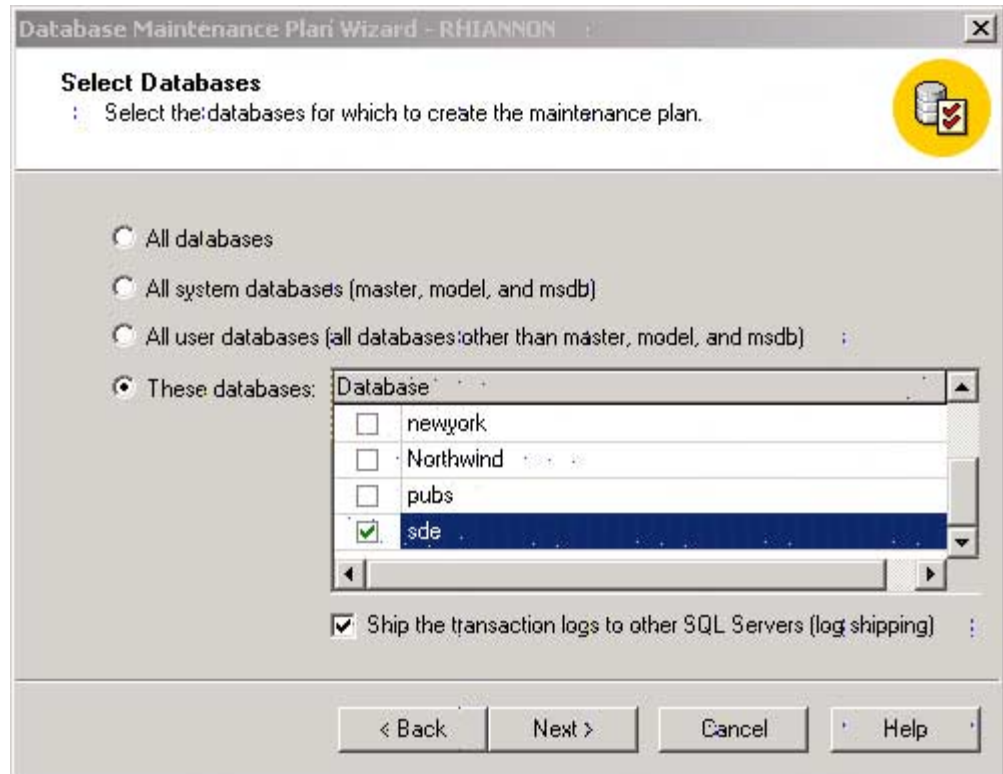 Database Maintenance Plan Wizard - RHIANNON
Select Databases
Select the databases for which to create the maintenance plan.
All databases
All system databases (master, model, and msdb)
All user databases (all databases other than master, model, and msdb)
These databases:
Database
newyork
Northwind
pubs
sde
Ship the transaction logs to other SQL Servers (log shipping)
< Back
Next >
Cancel
Help